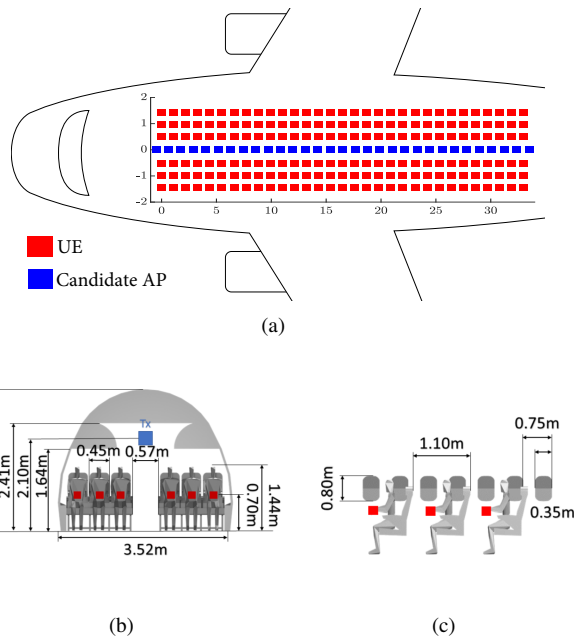 2
1
0
-1
-2
0
5
10
15
20
25
30
UE
Candidate AP
(a)
Tx
0.45m
0.57m
2.41m
2.10m
1.64m
0.70m
1.44m
3.52m
0.75m
1.10m
0.80m
0.35m
(b)
(c)